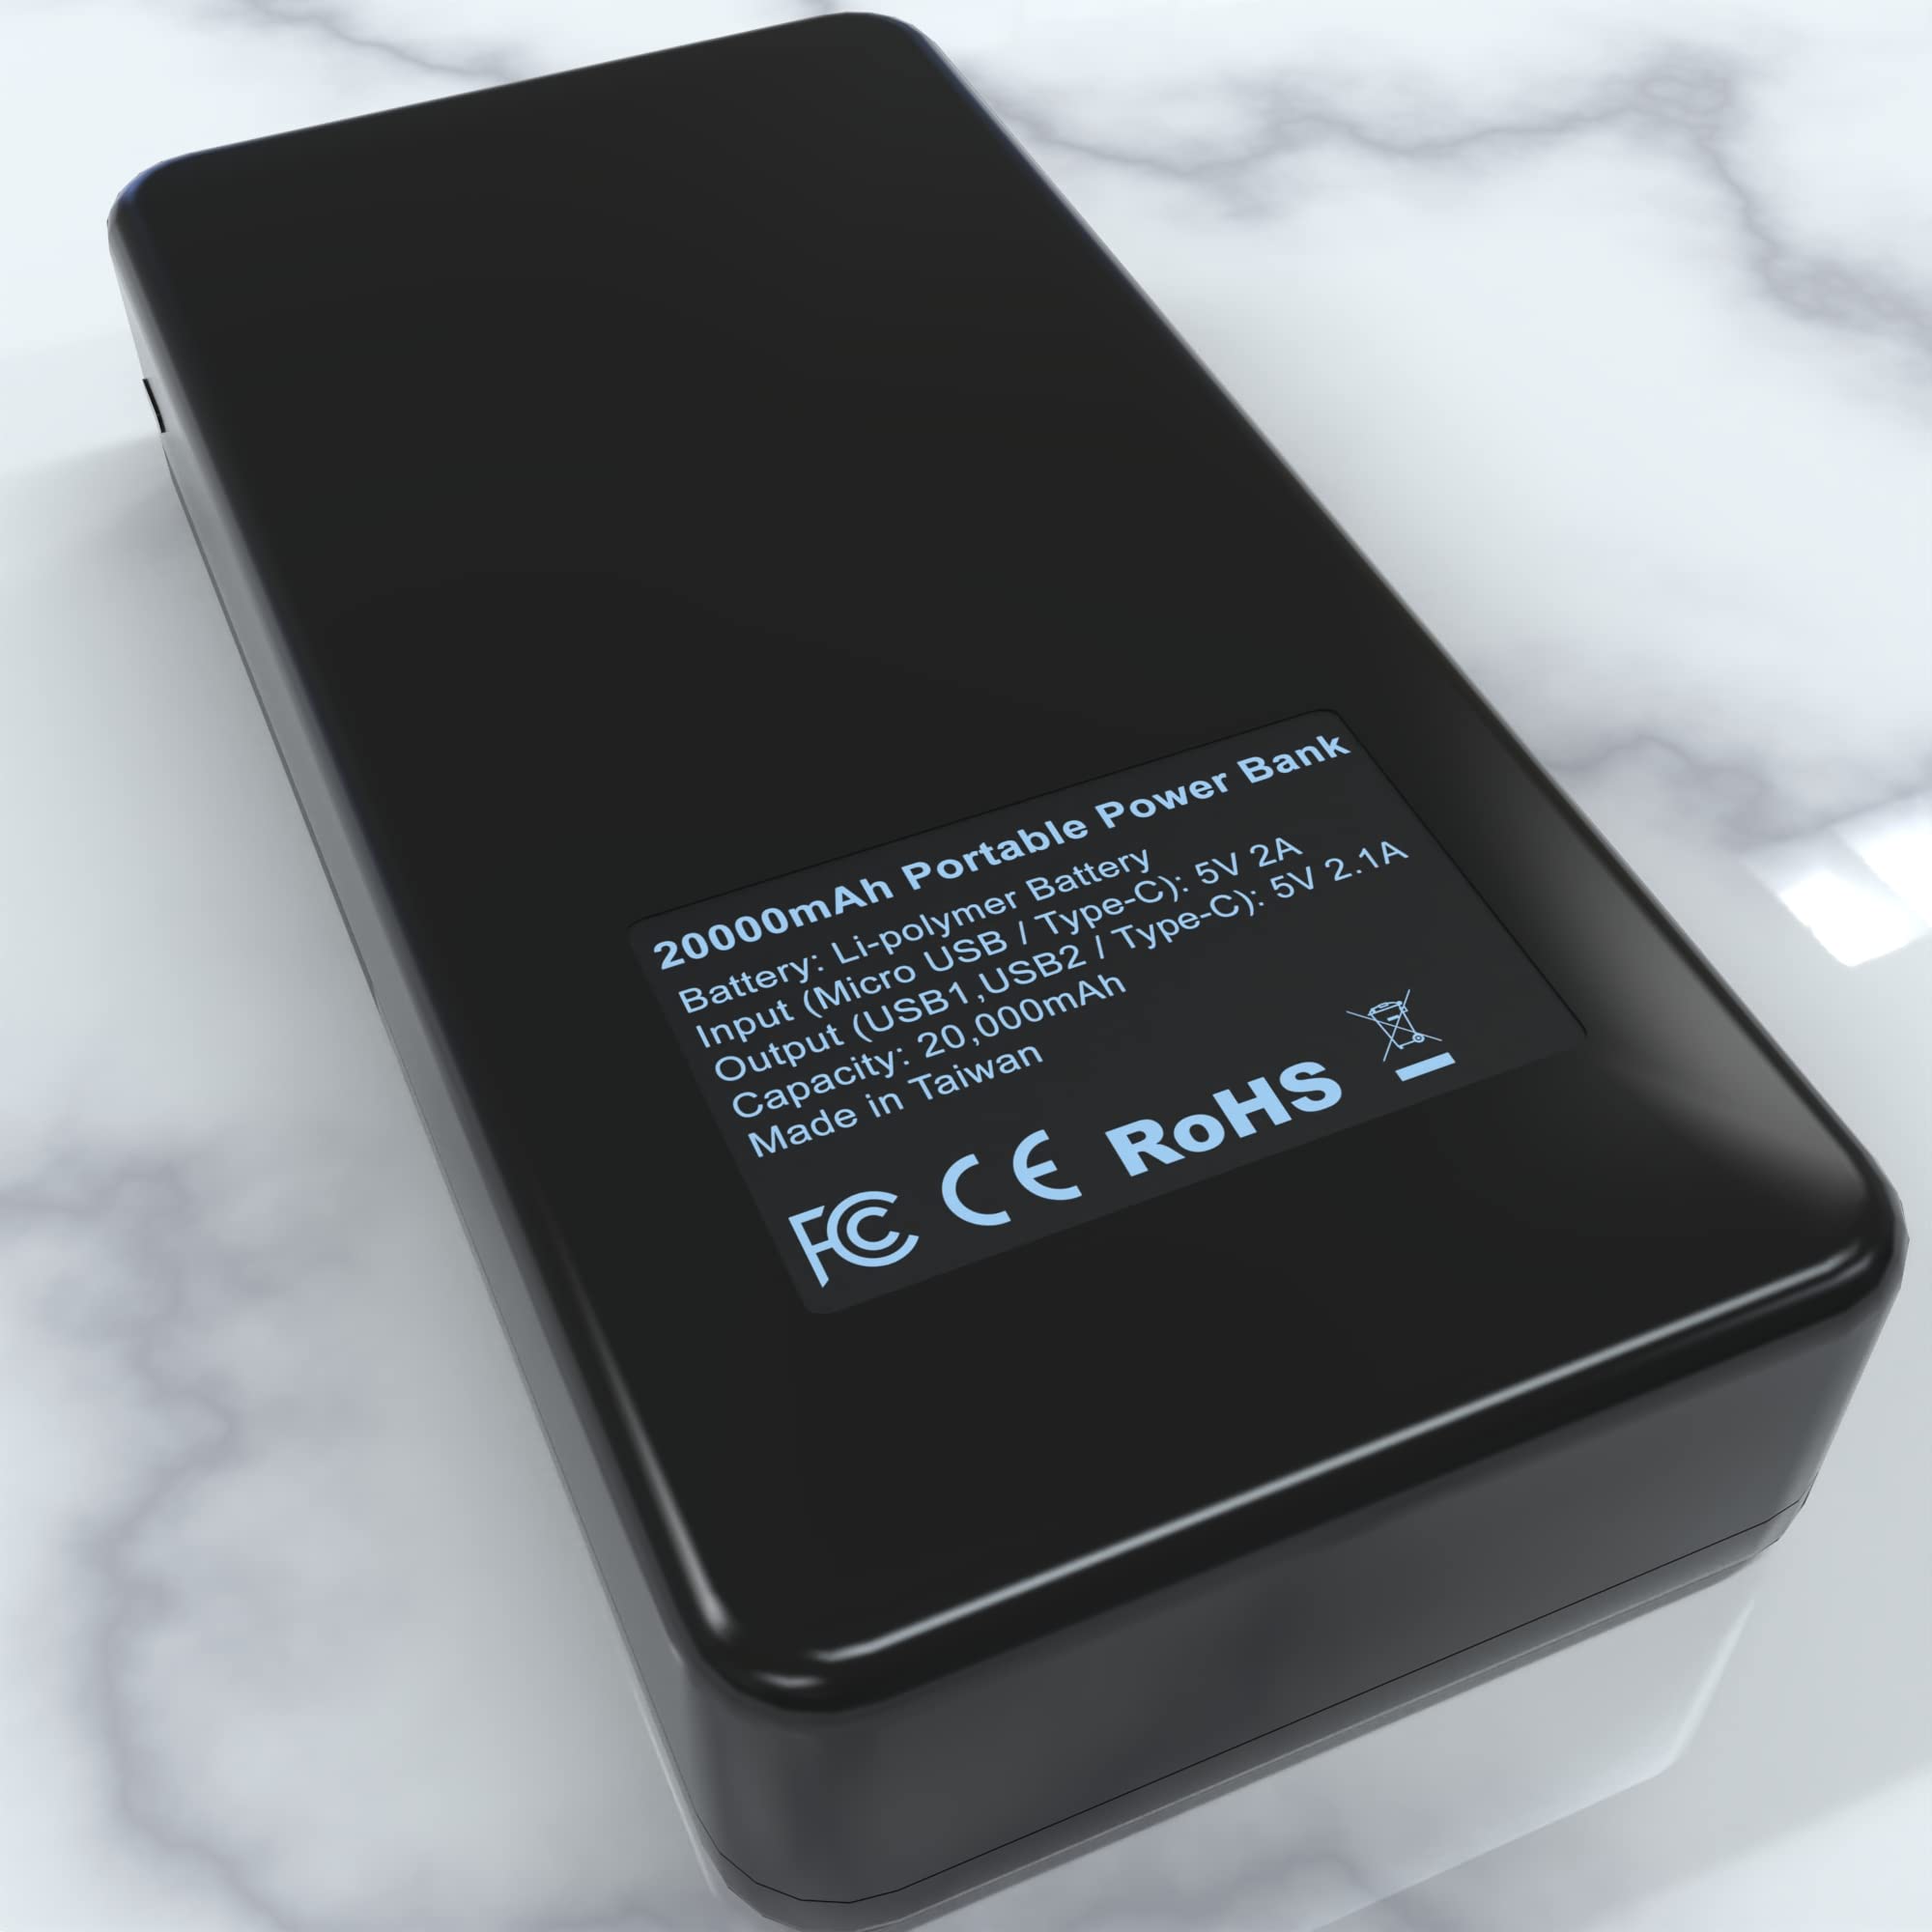 20000mAh Portable Power Bank
Battery: Li-polymer Battery
Input (Micro USB / Type-C): 5V 2A
Output (USB1,USB2 / Type-C): 5V 2.1A
Capacity: 20,000mAh
Made in Taiwan
FC CE RoHS